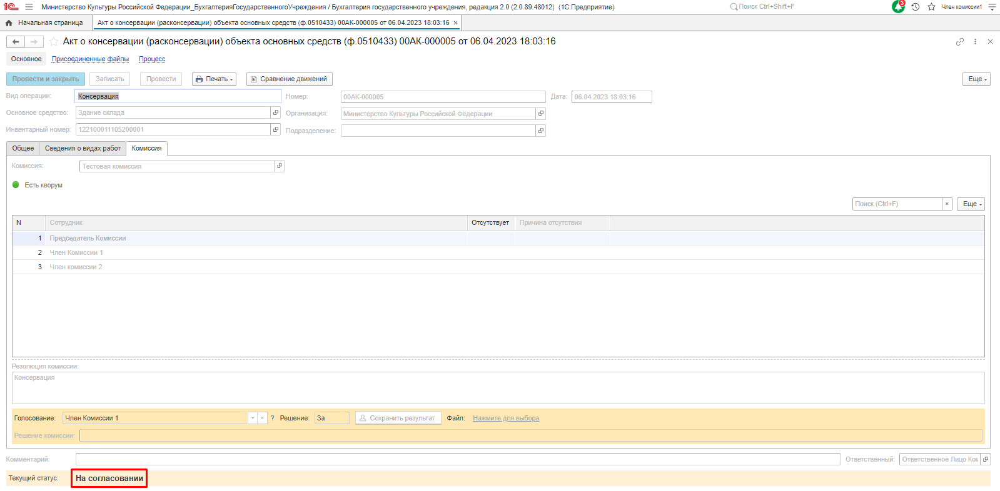 Министерство Культуры Российской Федерации_БухгалтерияГосударственногоУчреждения / Бухгалтерия государственного учреждения, редакция 2.0 (2.0.89.48012) (1С:Предприятие)
Поиск Ctrl+Shift+F
3
Член комиссии1
Начальная страница
Акт о консервации (расконсервации) объекта основных средств (ф.0510433) 00АК-000005 от 06.04.2023 18:03:16 ×
Акт о консервации (расконсервации) объекта основных средств (ф.0510433) 00АК-000005 от 06.04.2023 18:03:16
Основное Присоединенные файлы Процесс
Провести и закрыть Записать Провести Печать Сравнение движений Еще
Вид операции: Консервация Номер: 00АК-000005 Дата: 06.04.2023 18:03:16
Основное средство: Здание склада Организация: Министерство Культуры Российской Федерации
Инвентарный номер: 122100011105200001 Подразделение:
Общее Сведения о видах работ Комиссия
Комиссия: Тестовая комиссия
Есть кворум
Поиск (Ctrl+F) × Еще
N Сотрудник Отсутствует Причина отсутствия
1 Председатель Комиссии
2 Член Комиссии 1
3 Член комиссии 2
Резолюция комиссии:
Консервация
Голосование: Член Комиссии 1 × ? Решение: За Сохранить результат Файл: Нажмите для выбора
Решение комиссии:
Комментарий: Ответственный: Ответственное Лицо Ком
Текущий статус: На согласовании